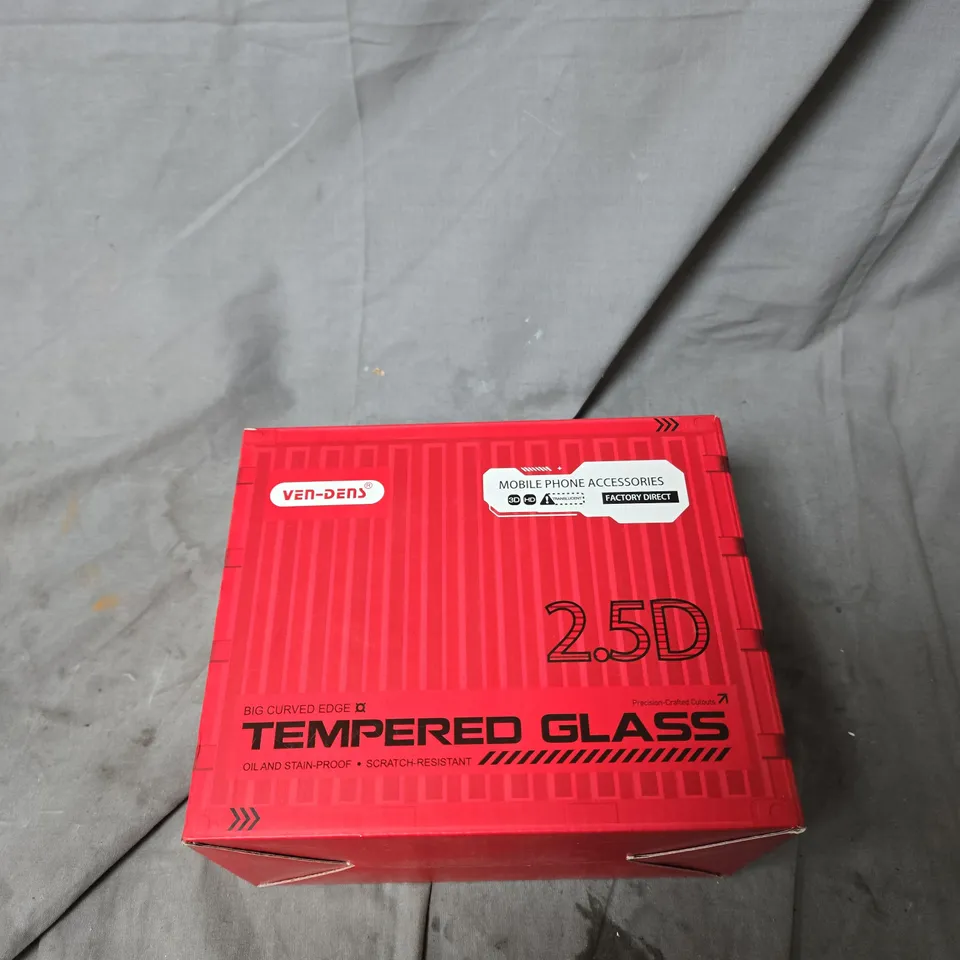 VEN-DENS®
MOBILE PHONE ACCESSORIES
3D HD TRANSLUCENT FACTORY DIRECT
2.5D
BIG CURVED EDGE
Precision-Crafted Cutouts
TEMPERED GLASS
OIL AND STAIN-PROOF • SCRATCH-RESISTANT